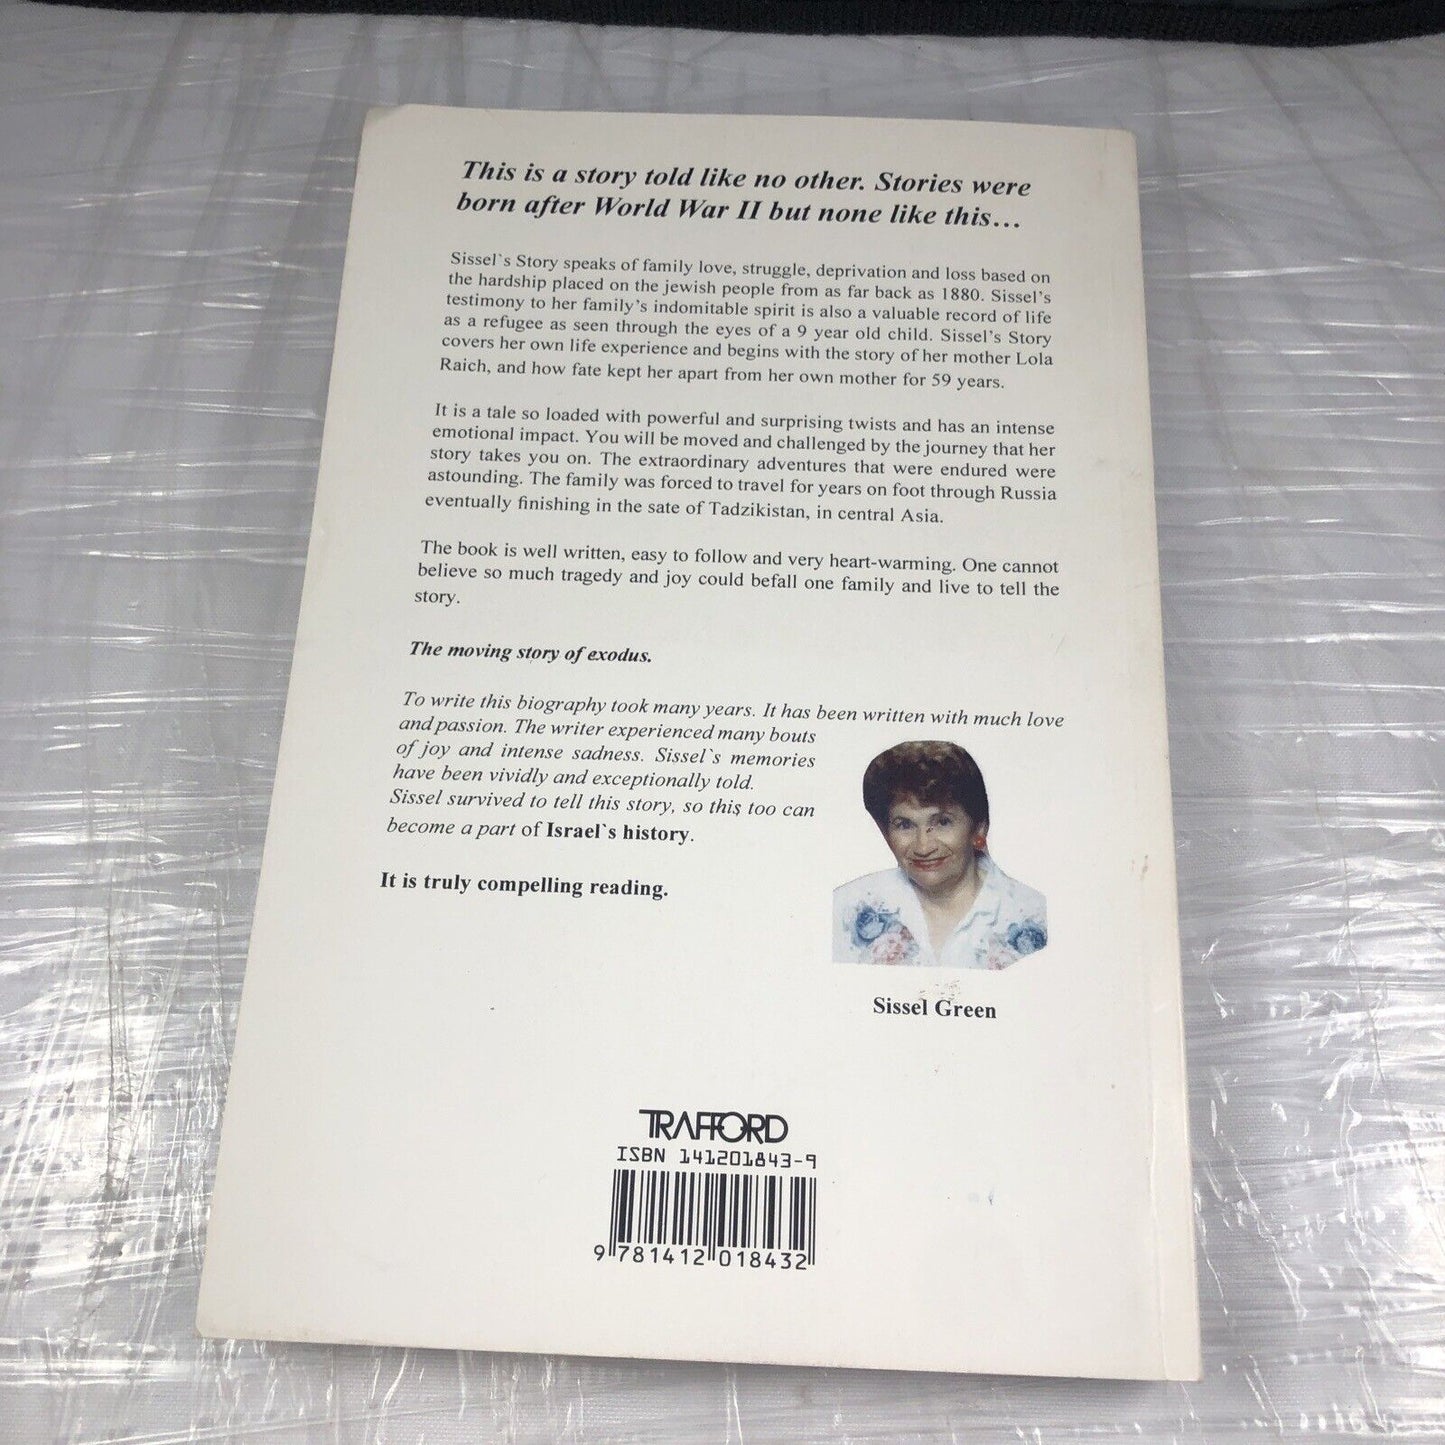 This is a story told like no other. Stories were
born after World War II but none like this…
Sissel`s Story speaks of family love, struggle, deprivation and loss based on
the hardship placed on the jewish people from as far back as 1880. Sissel's
testimony to her family's indomitable spirit is also a valuable record of life
as a refugee as seen through the eyes of a 9 year old child. Sissel's Story
covers her own life experience and begins with the story of her mother Lola
Raich, and how fate kept her apart from her own mother for 59 years.
It is a tale so loaded with powerful and surprising twists and has an intense
emotional impact. You will be moved and challenged by the journey that her
story takes you on. The extraordinary adventures that were endured were
astounding. The family was forced to travel for years on foot through Russia
eventually finishing in the sate of Tadzikistan, in central Asia.
The book is well written, easy to follow and very heart-warming. One cannot
believe so much tragedy and joy could befall one family and live to tell the
story.
The moving story of exodus.
To write this biography took many years. It has been written with much love
and passion. The writer experienced many bouts
of joy and intense sadness. Sissel`s memories
have been vividly and exceptionally told.
Sissel survived to tell this story, so this too can
become a part of Israel`s history.
It is truly compelling reading.
Sissel Green
TRAFFORD
ISBN 141201843-9
9 781412 018432